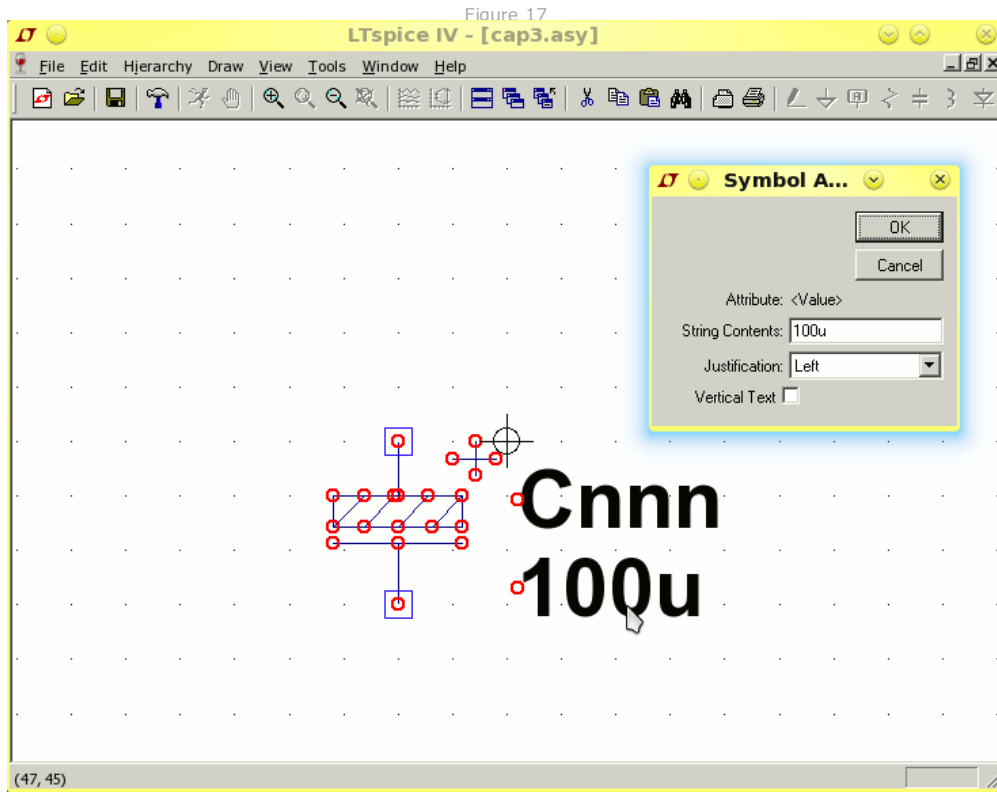 Figure 17
LTspice IV - [cap3.asy]
File Edit Hierarchy Draw View Tools Window Help
Symbol A...
OK
Cancel
Attribute: <Value>
String Contents: 100u
Justification: Left
Vertical Text
Cnnn
100u
(47, 45)